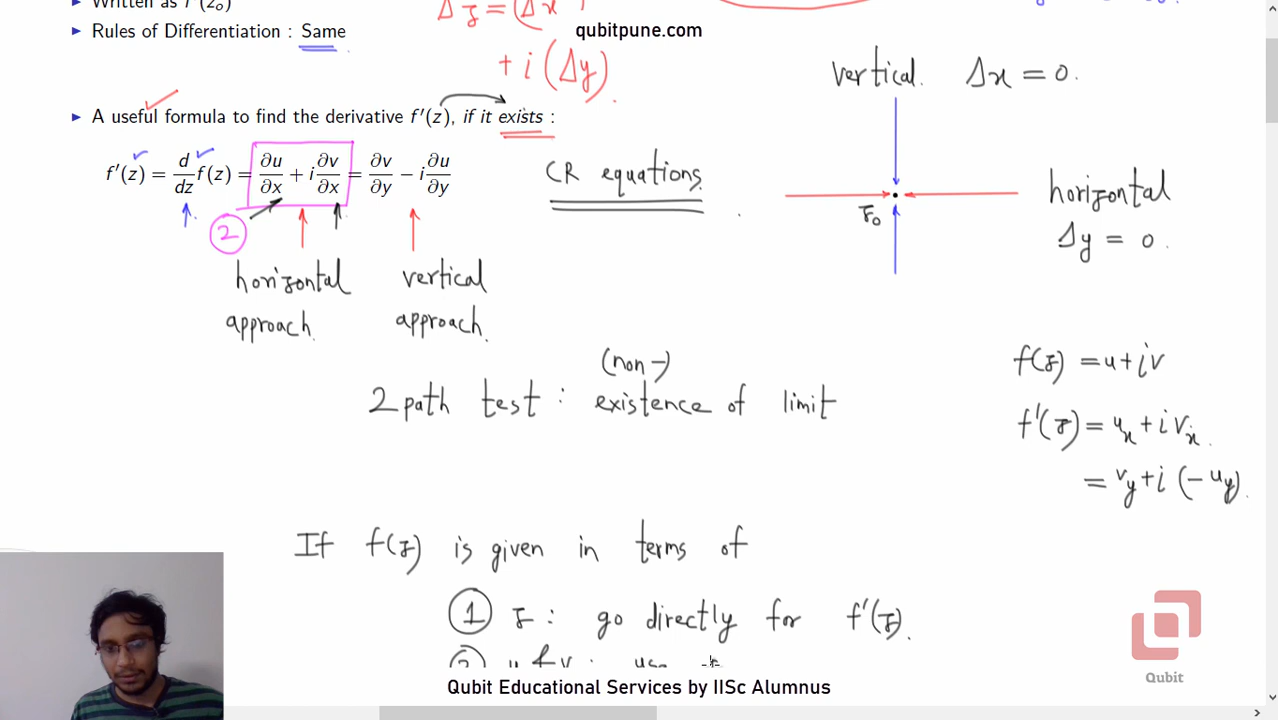 ▸ Written as f'(z₀)
Δz = (Δx)
▸ Rules of Differentiation : Same
qubitpune.com
+ i (Δy)
vertical. Δx = 0.
▸ A useful formula to find the derivative f'(z), if it exists :
f'(z) = d/dz f(z) = ∂u/∂x + i ∂v/∂x = ∂v/∂y − i ∂u/∂y
CR equations.
z₀
horizontal
Δy = 0.
2
horizontal approach.
vertical approach.
(non-)
2 path test : existence of limit
f(z) = u + iv
f'(z) = uₓ + i vₓ.
= v_y + i (− u_y).
If f(z) is given in terms of
① z : go directly for f'(z).
② u & v : use
Qubit
Qubit Educational Services by IISc Alumnus